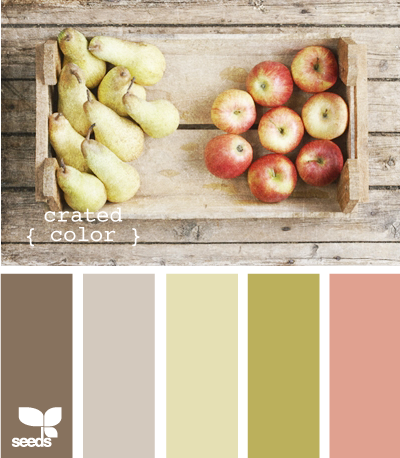 crated
{ color }
seeds